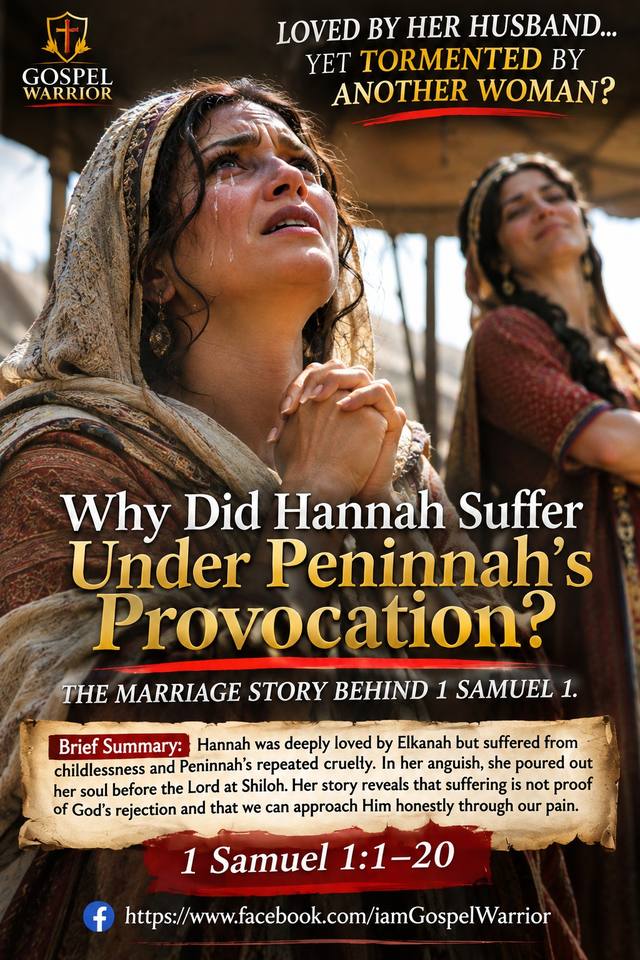 GOSPEL
WARRIOR
LOVED BY HER HUSBAND...
YET TORMENTED BY
ANOTHER WOMAN?
Why Did Hannah Suffer
Under Peninnah's
Provocation?
THE MARRIAGE STORY BEHIND 1 SAMUEL 1.
Brief Summary: Hannah was deeply loved by Elkanah but suffered from
childlessness and Peninnah's repeated cruelty. In her anguish, she poured out
her soul before the Lord at Shiloh. Her story reveals that suffering is not proof
of God's rejection and that we can approach Him honestly through our pain.
1 Samuel 1:1–20
https://www.facebook.com/iamGospelWarrior